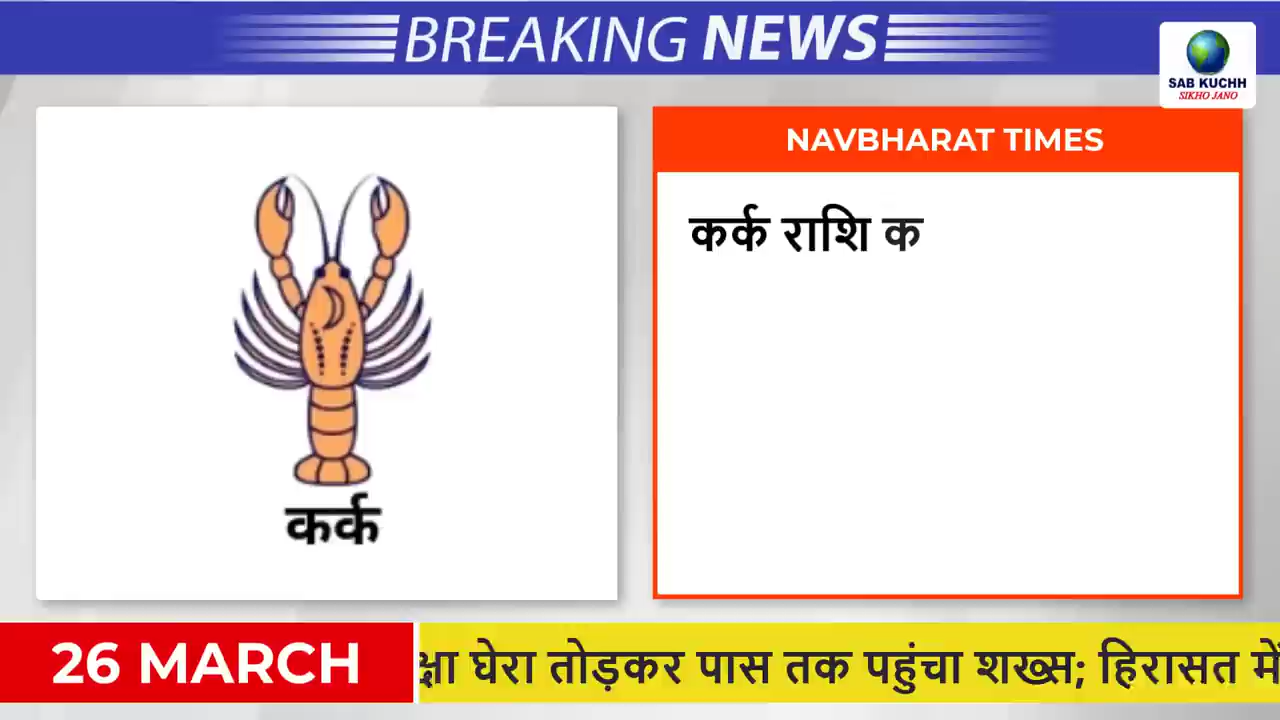 BREAKING NEWS
SAB KUCHH
SIKHO JANO
NAVBHARAT TIMES
कर्क राशि क
कर्क
26 MARCH
घेरा तोड़कर पास तक पहुंचा शख्स; हिरासत में